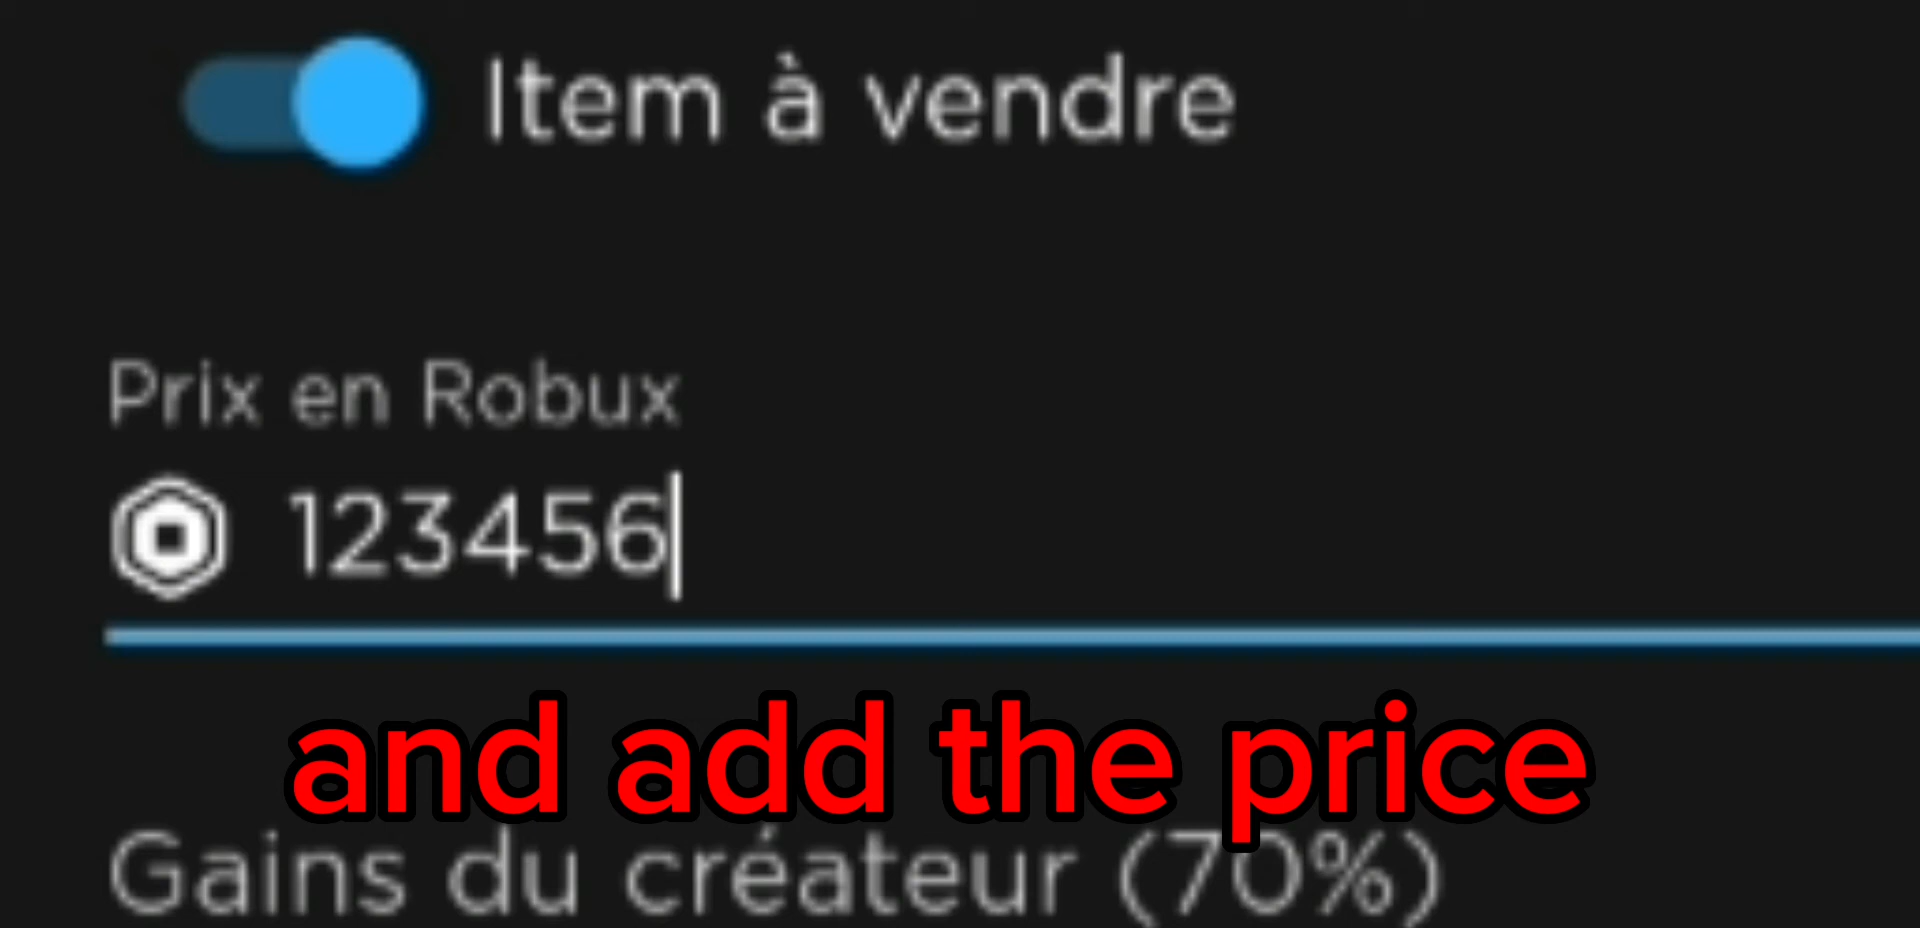 Item à vendre
Prix en Robux
123456
and add the price
Gains du créateur (70%)